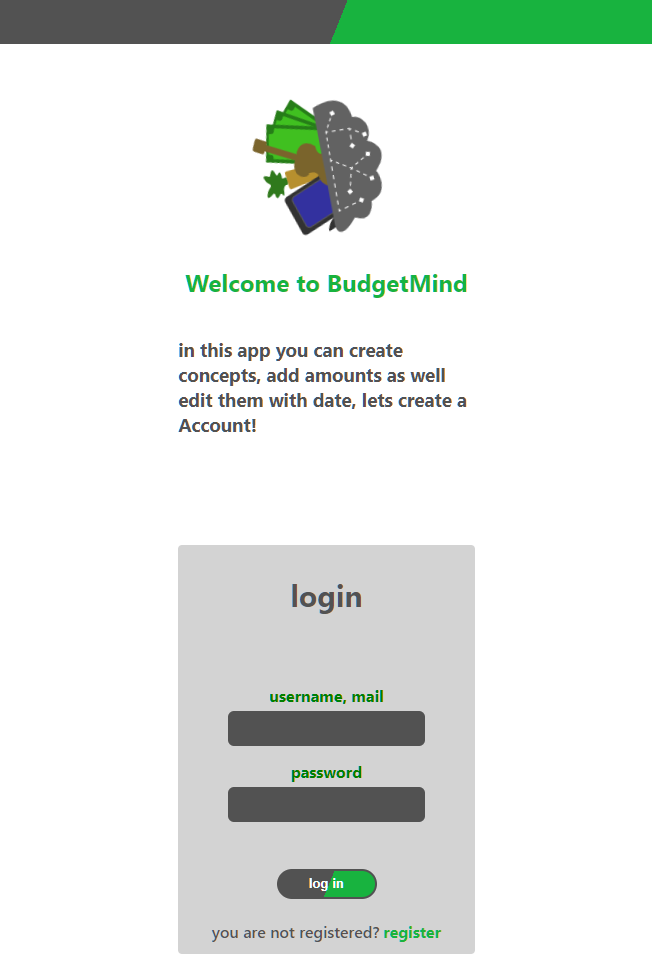 Welcome to BudgetMind
in this app you can create
concepts, add amounts as well
edit them with date, lets create a
Account!
login
username, mail
password
log in
you are not registered? register